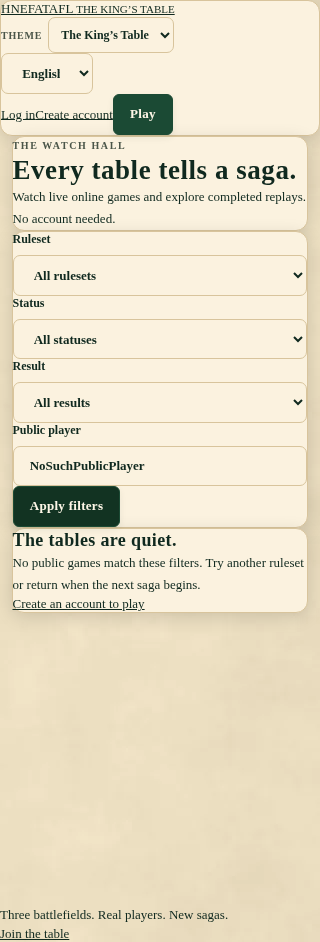 HNEFATAFL THE KING'S TABLE
THEME The King's Table
Englisl
Log in Create account Play
THE WATCH HALL
Every table tells a saga.
Watch live online games and explore completed replays.
No account needed.
Ruleset
All rulesets
Status
All statuses
Result
All results
Public player
NoSuchPublicPlayer
Apply filters
The tables are quiet.
No public games match these filters. Try another ruleset
or return when the next saga begins.
Create an account to play
Three battlefields. Real players. New sagas.
Join the table